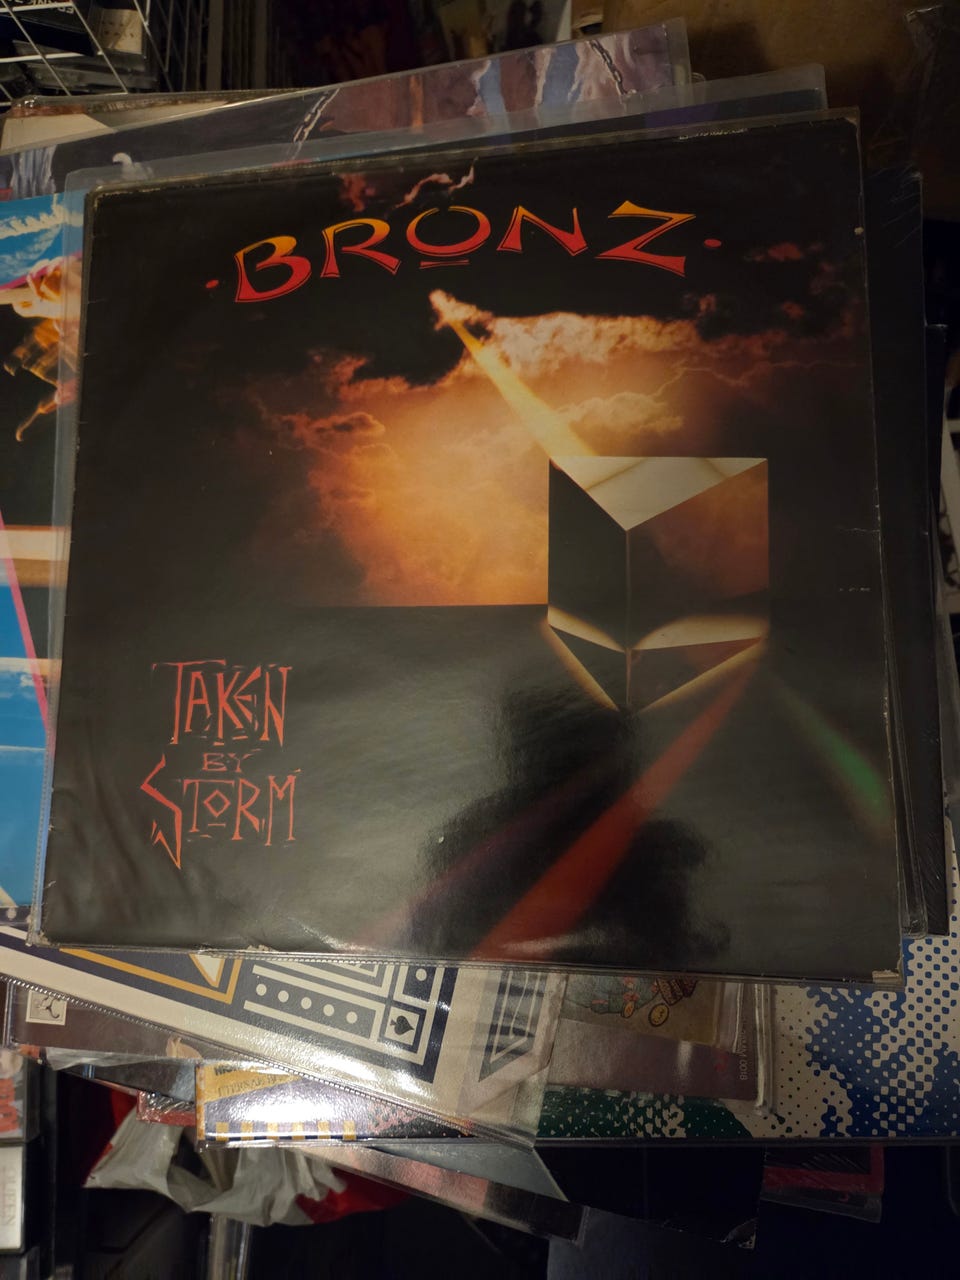 · BRONZ ·
TAKEN
BY
STORM